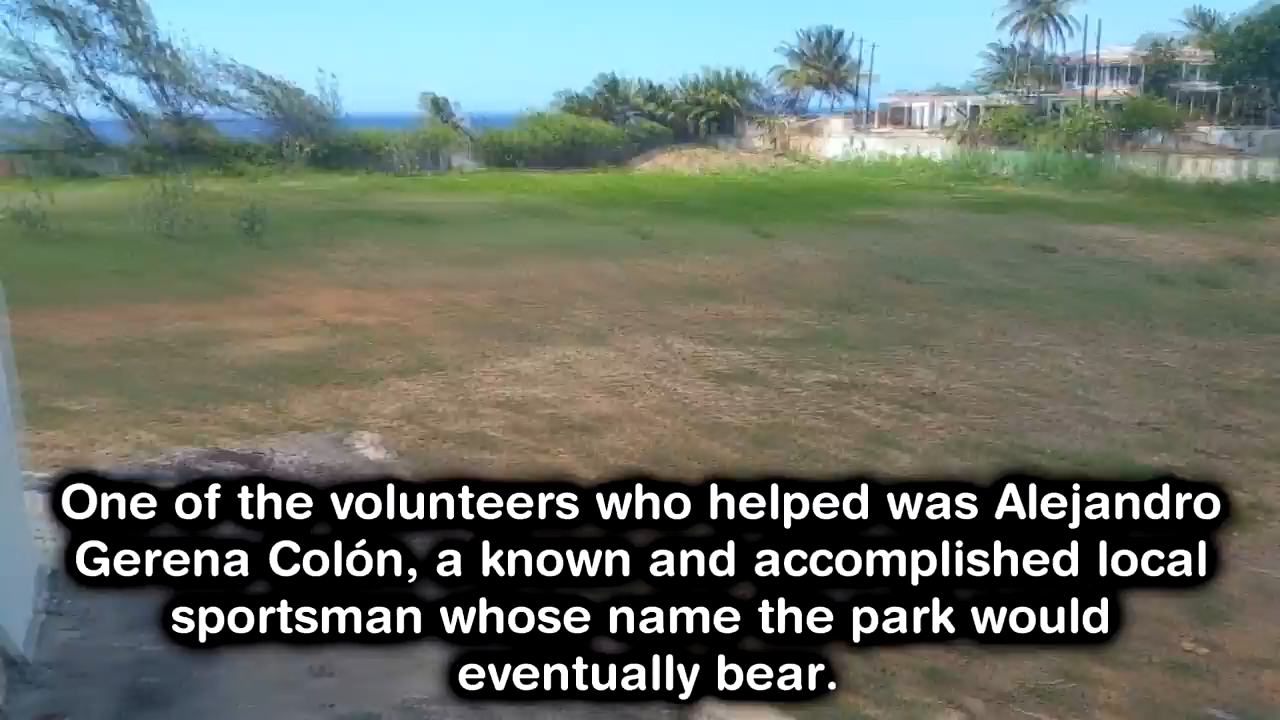 One of the volunteers who helped was Alejandro
Gerena Colón, a known and accomplished local
sportsman whose name the park would
eventually bear.